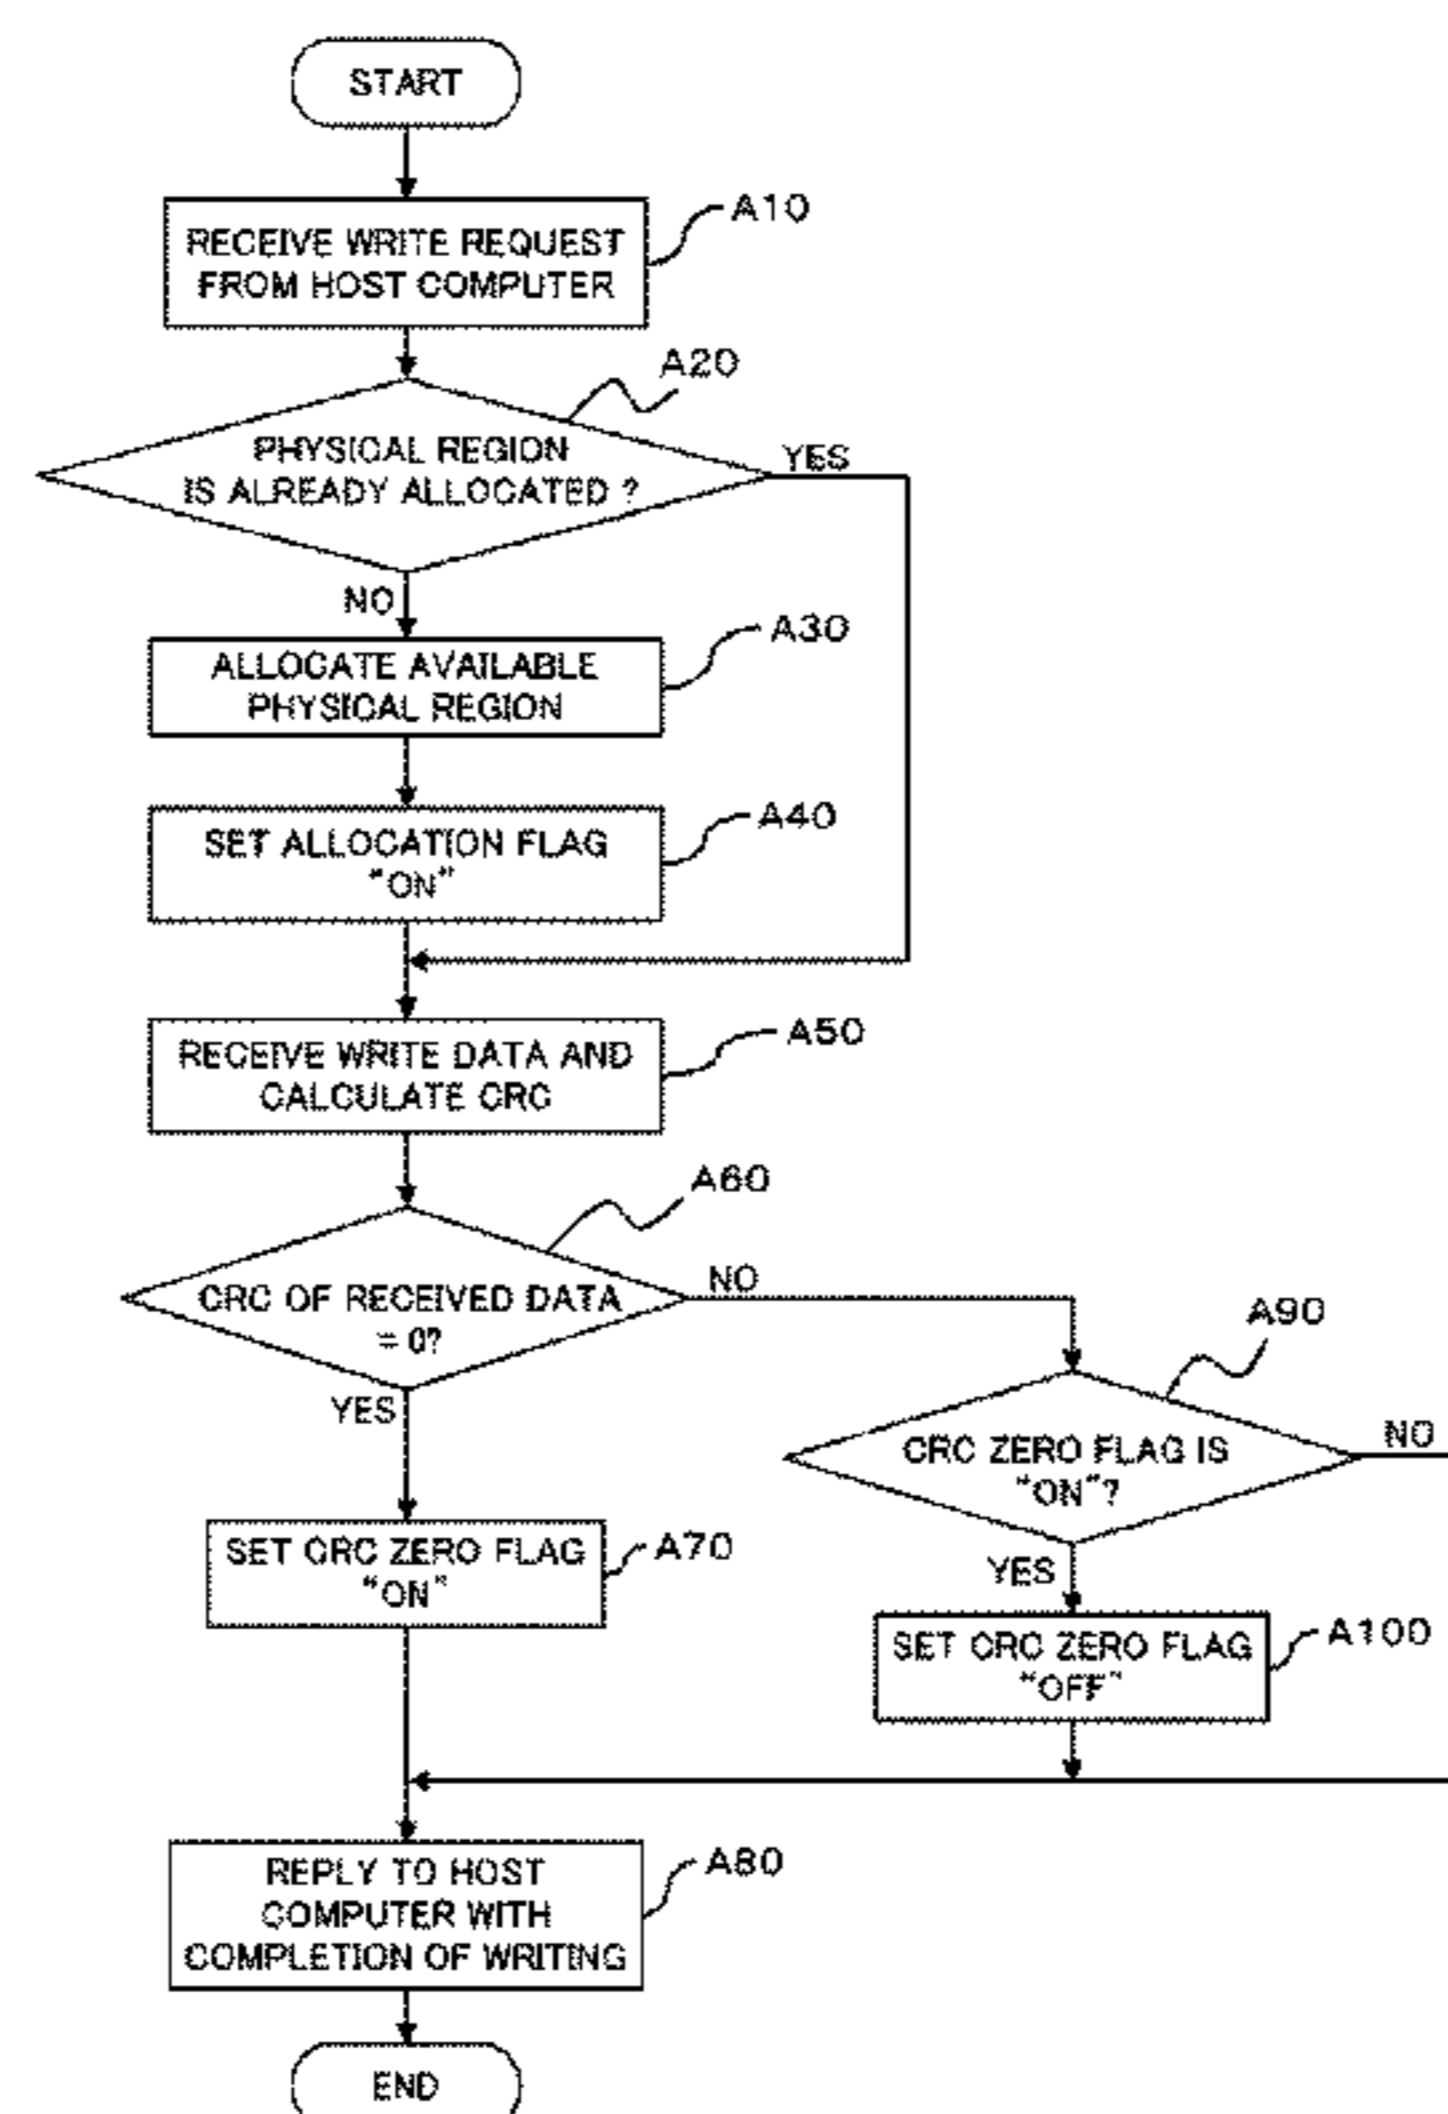 START
A10
RECEIVE WRITE REQUEST
FROM HOST COMPUTER
A20
PHYSICAL REGION
IS ALREADY ALLOCATED ?
YES
NO
A30
ALLOCATE AVAILABLE
PHYSICAL REGION
A40
SET ALLOCATION FLAG
"ON"
A50
RECEIVE WRITE DATA AND
CALCULATE CRC
A60
CRC OF RECEIVED DATA
= 0?
NO
YES
A90
CRC ZERO FLAG IS
"ON"?
NO
YES
A70
SET CRC ZERO FLAG
"ON"
A100
SET CRC ZERO FLAG
"OFF"
A80
REPLY TO HOST
COMPUTER WITH
COMPLETION OF WRITING
END